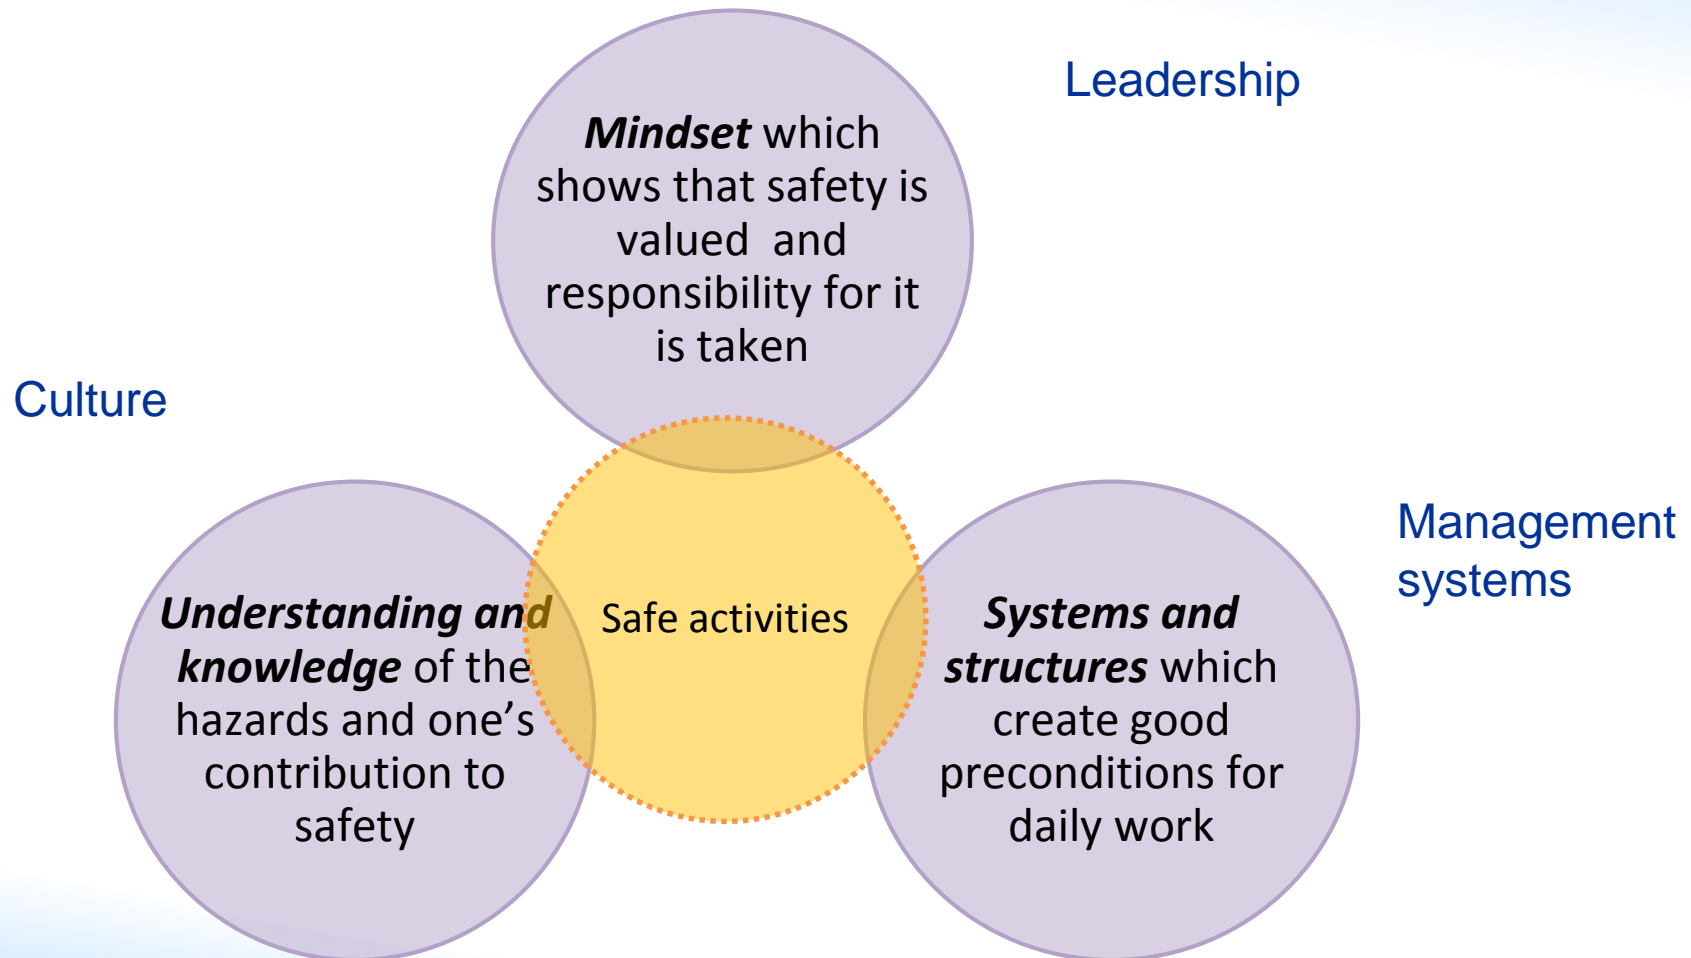 Leadership
Mindset which
shows that safety is
valued and
responsibility for it
is taken
Culture
Management
systems
Understanding and
knowledge of the
hazards and one’s
contribution to
safety
Safe activities
Systems and
structures which
create good
preconditions for
daily work